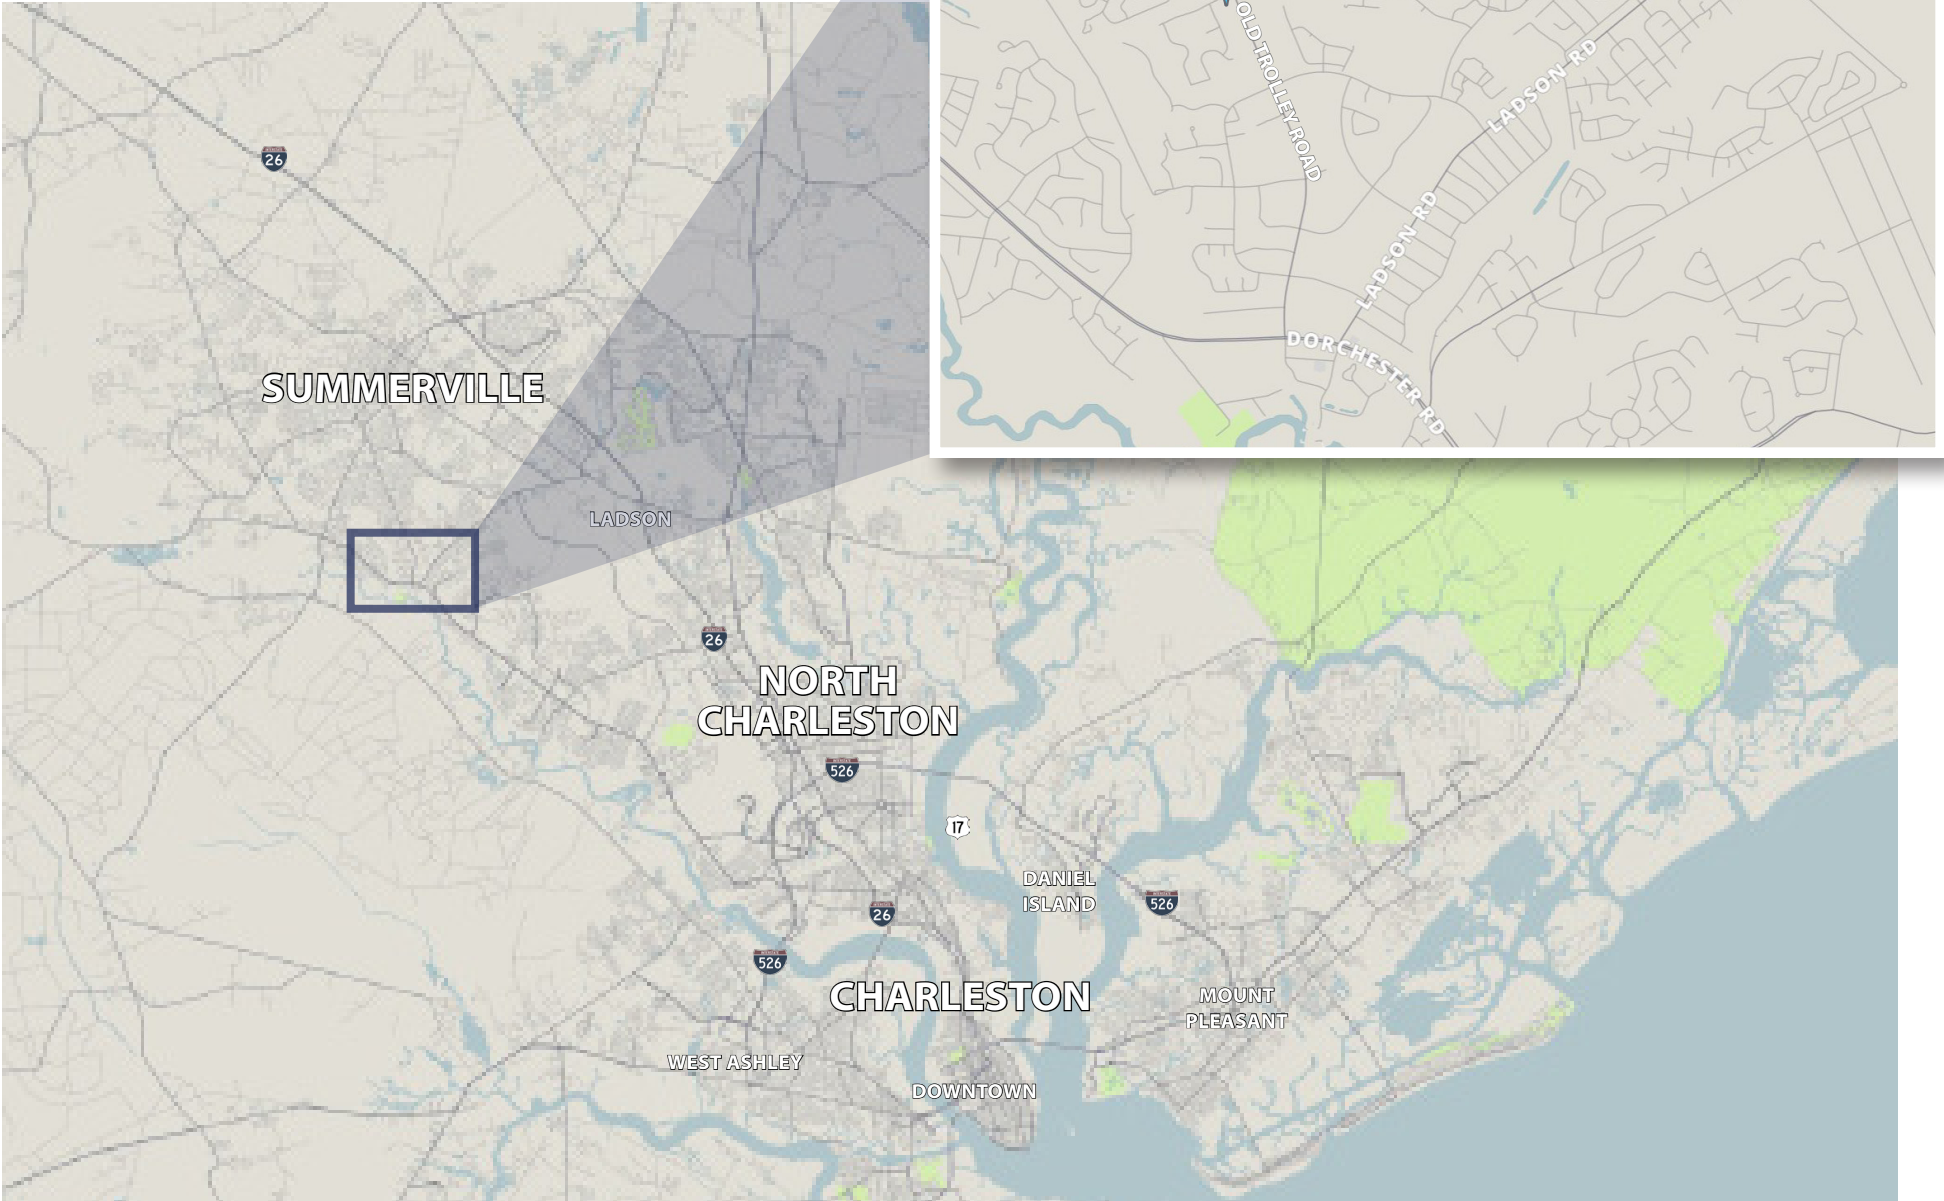 OLD TROLLEY ROAD
LADSON RD
LADSON RD
DORCHESTER RD
26
SUMMERVILLE
LADSON
26
NORTH
CHARLESTON
526
17
DANIEL
ISLAND
526
26
526
CHARLESTON
MOUNT
PLEASANT
WEST ASHLEY
DOWNTOWN